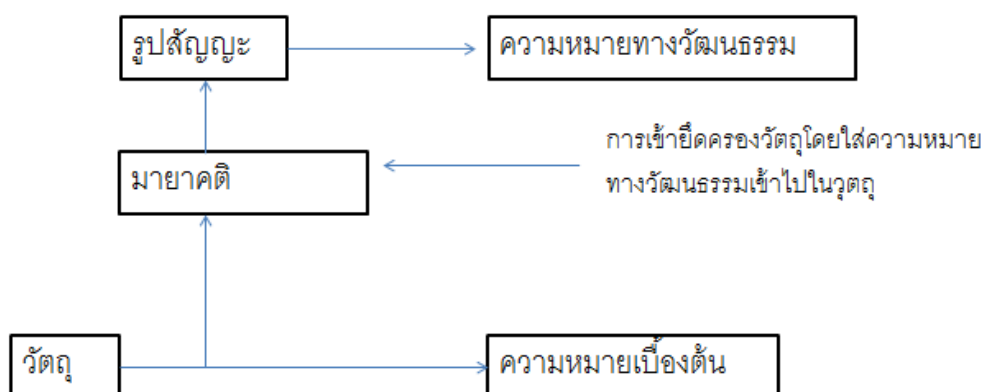 รูปสัญญะ
ความหมายทางวัฒนธรรม
การเข้ายึดครองวัตถุโดยใส่ความหมาย
มายาคติ
ทางวัฒนธรรมเข้าไปในวุตถุ
วัตถุ
ความหมายเบื้องต้น